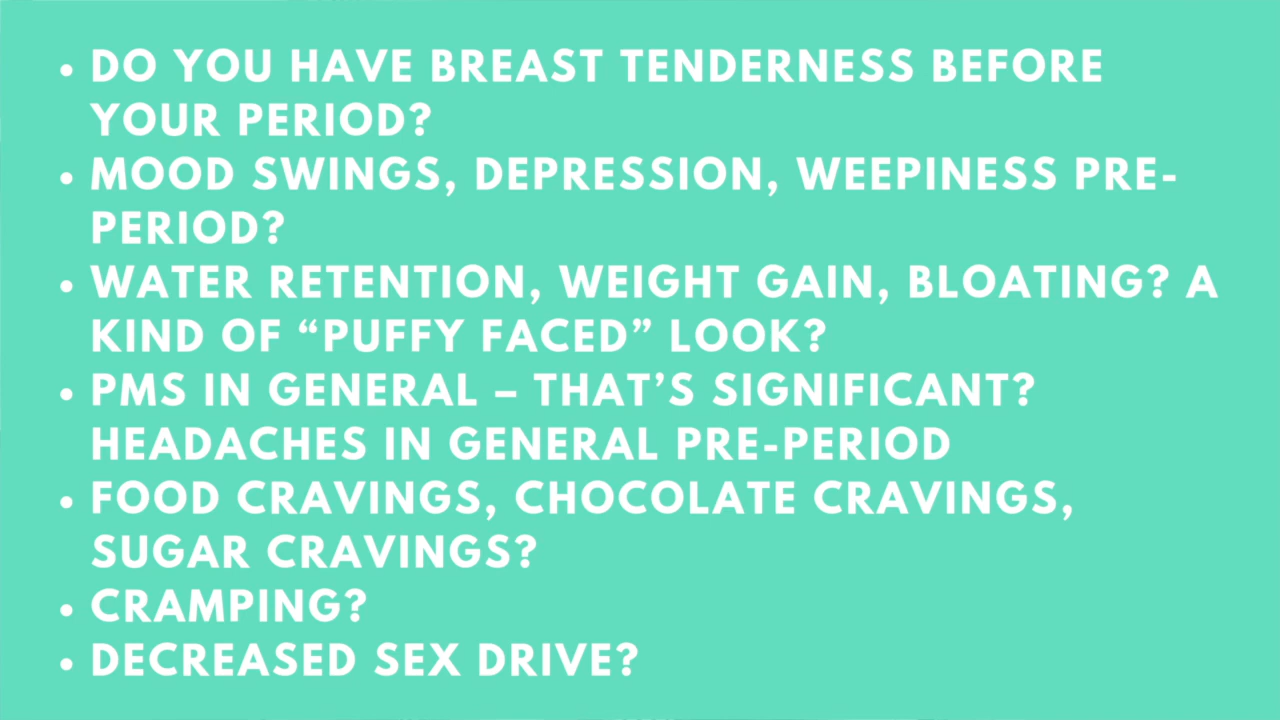 • DO YOU HAVE BREAST TENDERNESS BEFORE
YOUR PERIOD?
• MOOD SWINGS, DEPRESSION, WEEPINESS PRE-
PERIOD?
• WATER RETENTION, WEIGHT GAIN, BLOATING? A
KIND OF “PUFFY FACED” LOOK?
• PMS IN GENERAL – THAT’S SIGNIFICANT?
HEADACHES IN GENERAL PRE-PERIOD
• FOOD CRAVINGS, CHOCOLATE CRAVINGS,
SUGAR CRAVINGS?
• CRAMPING?
• DECREASED SEX DRIVE?